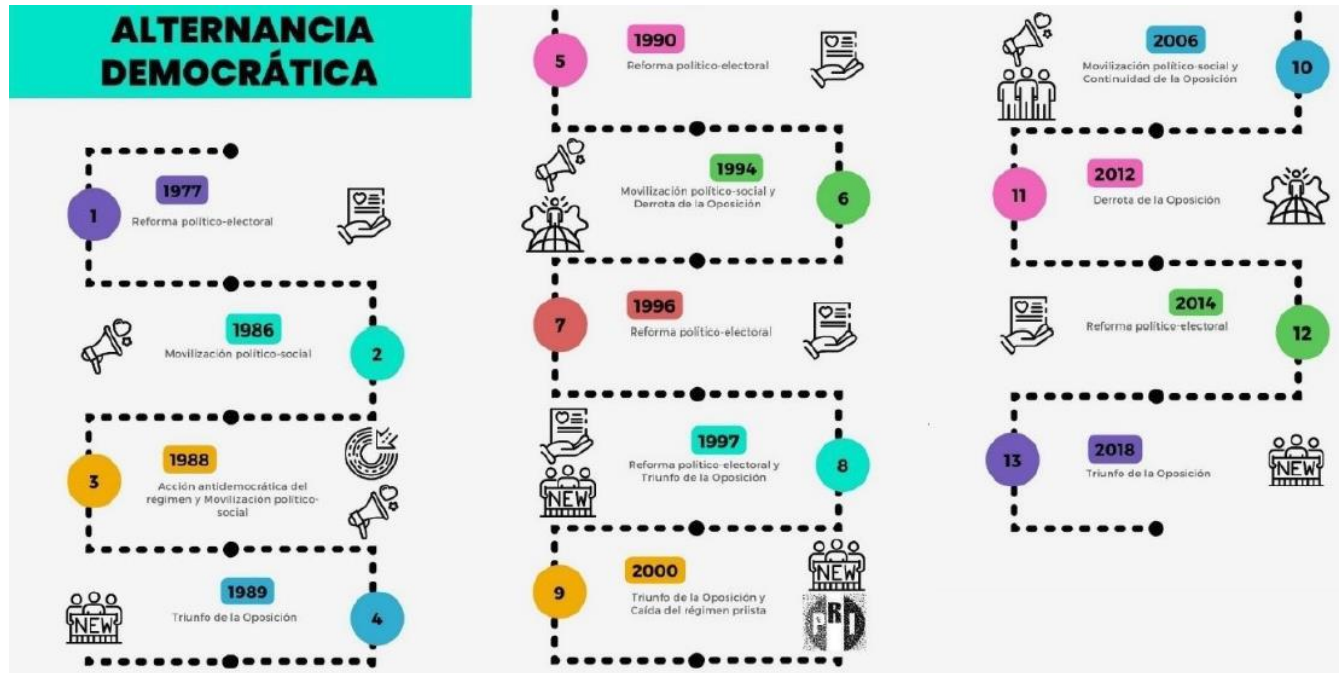 ALTERNANCIA
DEMOCRÁTICA
1
1977
Reforma político-electoral
2
1986
Movilización político-social
3
1988
Acción antidemocrática del
régimen y Movilización político-
social
4
1989
Triunfo de la Oposición
NEW
5
1990
Reforma político-electoral
6
1994
Movilización político-social y
Derrota de la Oposición
7
1996
Reforma político-electoral
8
1997
Reforma político-electoral y
Triunfo de la Oposición
NEW
9
2000
Triunfo de la Oposición y
Caída del régimen priista
NEW
PRI
10
2006
Movilización político-social y
Continuidad de la Oposición
11
2012
Derrota de la Oposición
12
2014
Reforma político-electoral
13
2018
Triunfo de la Oposición
NEW